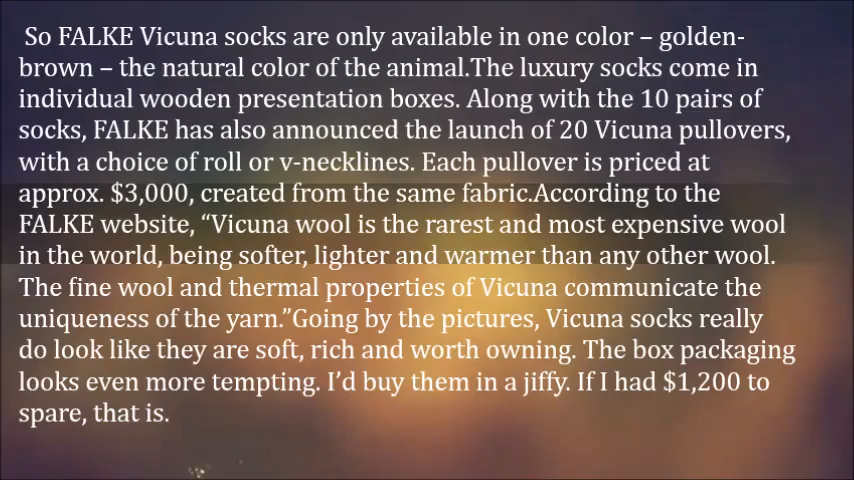 So FALKE Vicuna socks are only available in one color – golden-
brown – the natural color of the animal.The luxury socks come in
individual wooden presentation boxes. Along with the 10 pairs of
socks, FALKE has also announced the launch of 20 Vicuna pullovers,
with a choice of roll or v-necklines. Each pullover is priced at
approx. $3,000, created from the same fabric.According to the
FALKE website, “Vicuna wool is the rarest and most expensive wool
in the world, being softer, lighter and warmer than any other wool.
The fine wool and thermal properties of Vicuna communicate the
uniqueness of the yarn.”Going by the pictures, Vicuna socks really
do look like they are soft, rich and worth owning. The box packaging
looks even more tempting. I’d buy them in a jiffy. If I had $1,200 to
spare, that is.